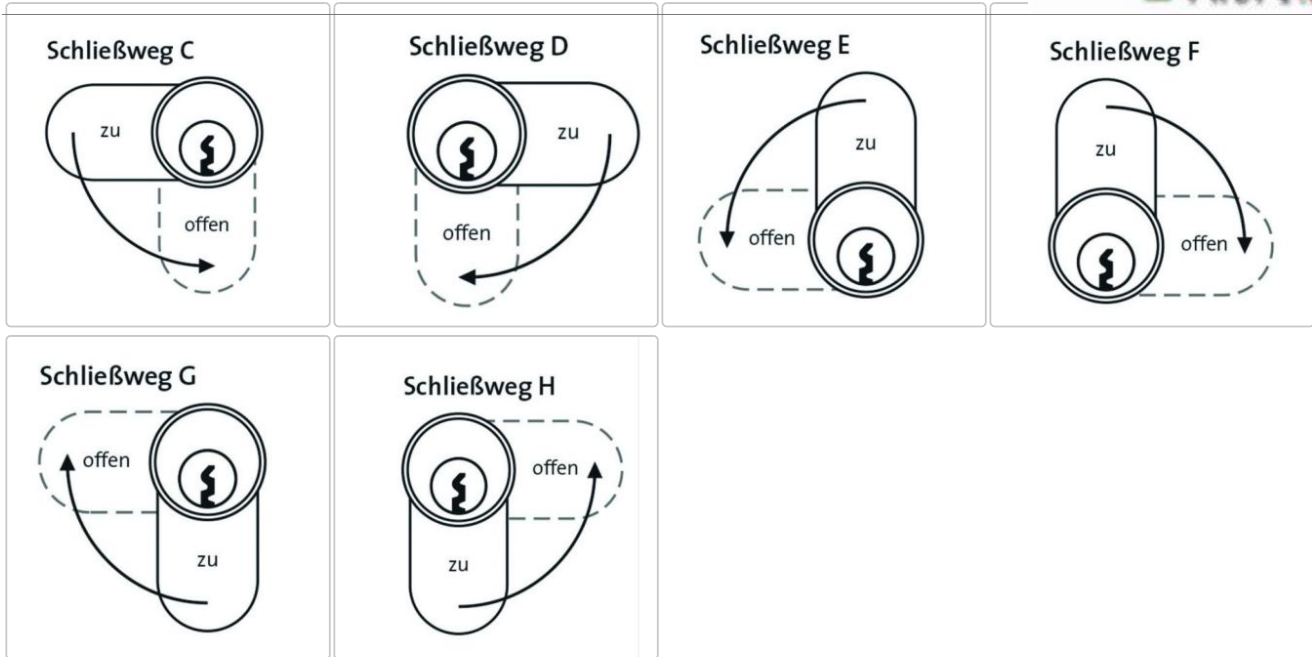 Schließweg C
zu
offen
Schließweg D
zu
offen
Schließweg E
zu
offen
Schließweg F
zu
offen
Schließweg G
offen
zu
Schließweg H
offen
zu